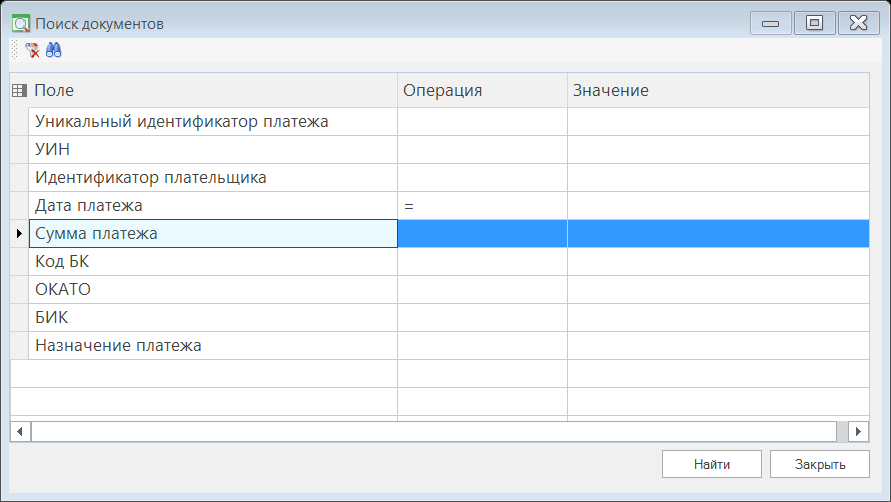 Поиск документов
Поле Операция Значение
Уникальный идентификатор платежа
УИН
Идентификатор плательщика
Дата платежа =
Сумма платежа
Код БК
ОКАТО
БИК
Назначение платежа
Найти Закрыть